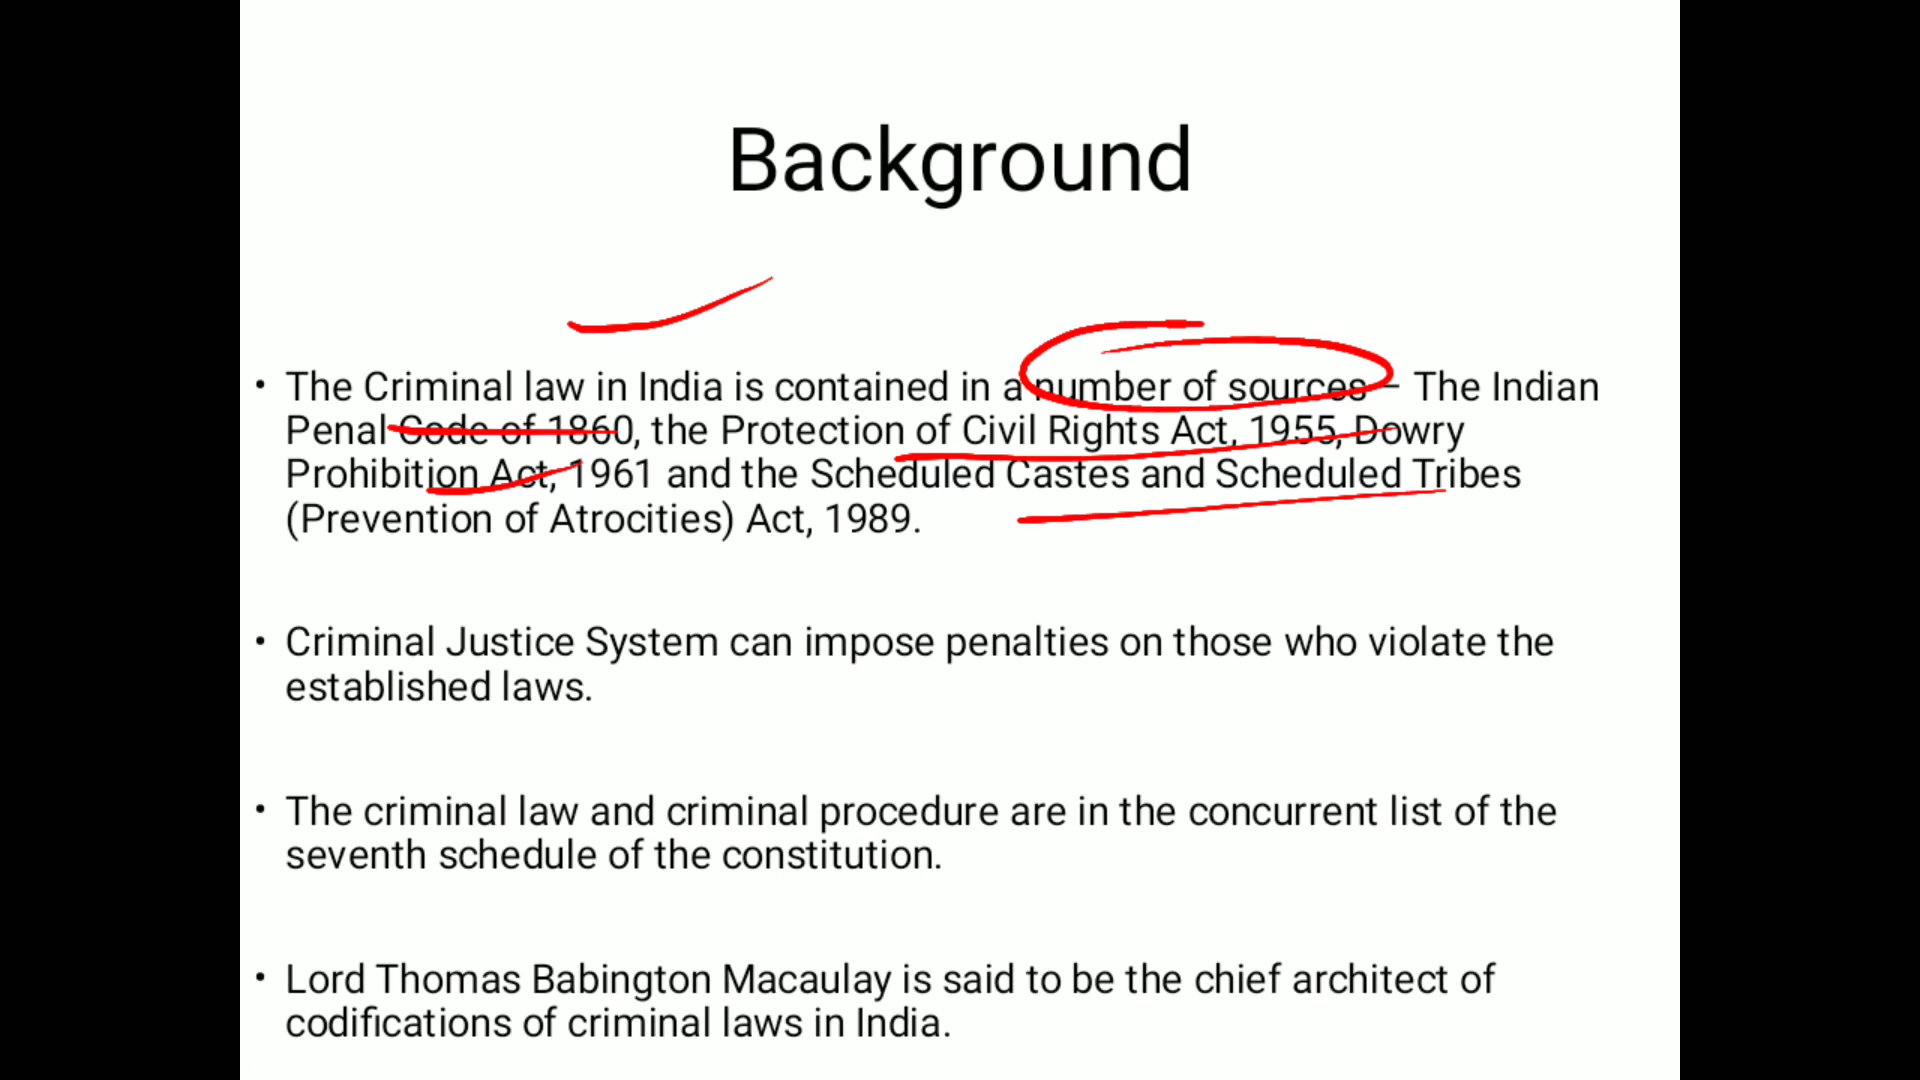 Background
• The Criminal law in India is contained in a number of sources – The Indian
Penal Code of 1860, the Protection of Civil Rights Act, 1955, Dowry
Prohibition Act, 1961 and the Scheduled Castes and Scheduled Tribes
(Prevention of Atrocities) Act, 1989.
• Criminal Justice System can impose penalties on those who violate the
established laws.
• The criminal law and criminal procedure are in the concurrent list of the
seventh schedule of the constitution.
• Lord Thomas Babington Macaulay is said to be the chief architect of
codifications of criminal laws in India.